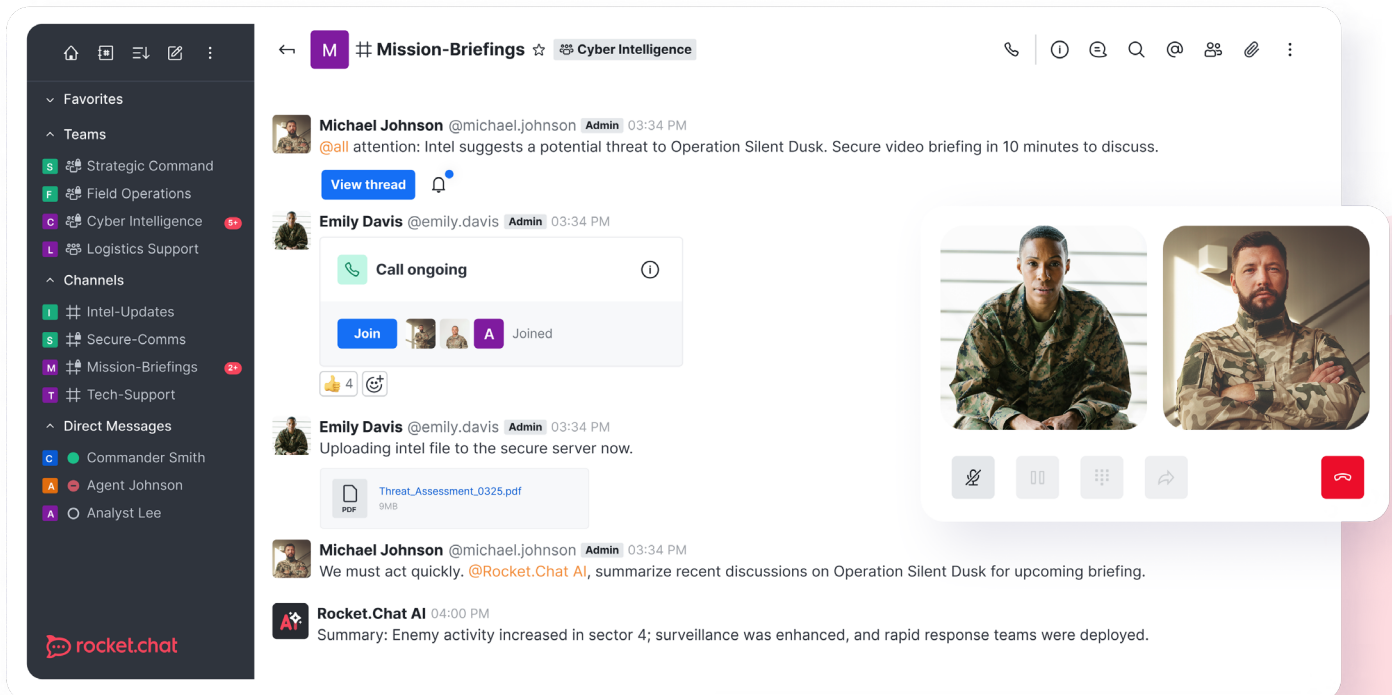 Favorites
Teams
S Strategic Command
F Field Operations
C Cyber Intelligence 5+
L Logistics Support
Channels
I Intel-Updates
S Secure-Comms
M Mission-Briefings 2+
T Tech-Support
Direct Messages
C Commander Smith
A Agent Johnson
A Analyst Lee
rocket.chat
M Mission-Briefings Cyber Intelligence
Michael Johnson @michael.johnson Admin 03:34 PM
@all attention: Intel suggests a potential threat to Operation Silent Dusk. Secure video briefing in 10 minutes to discuss.
View thread
Emily Davis @emily.davis Admin 03:34 PM
Call ongoing
Join A Joined
👍 4
Emily Davis @emily.davis Admin 03:34 PM
Uploading intel file to the secure server now.
Threat_Assessment_0325.pdf
PDF 9MB
Michael Johnson @michael.johnson Admin 03:34 PM
We must act quickly. @Rocket.Chat AI, summarize recent discussions on Operation Silent Dusk for upcoming briefing.
AI Rocket.Chat AI 04:00 PM
Summary: Enemy activity increased in sector 4; surveillance was enhanced, and rapid response teams were deployed.